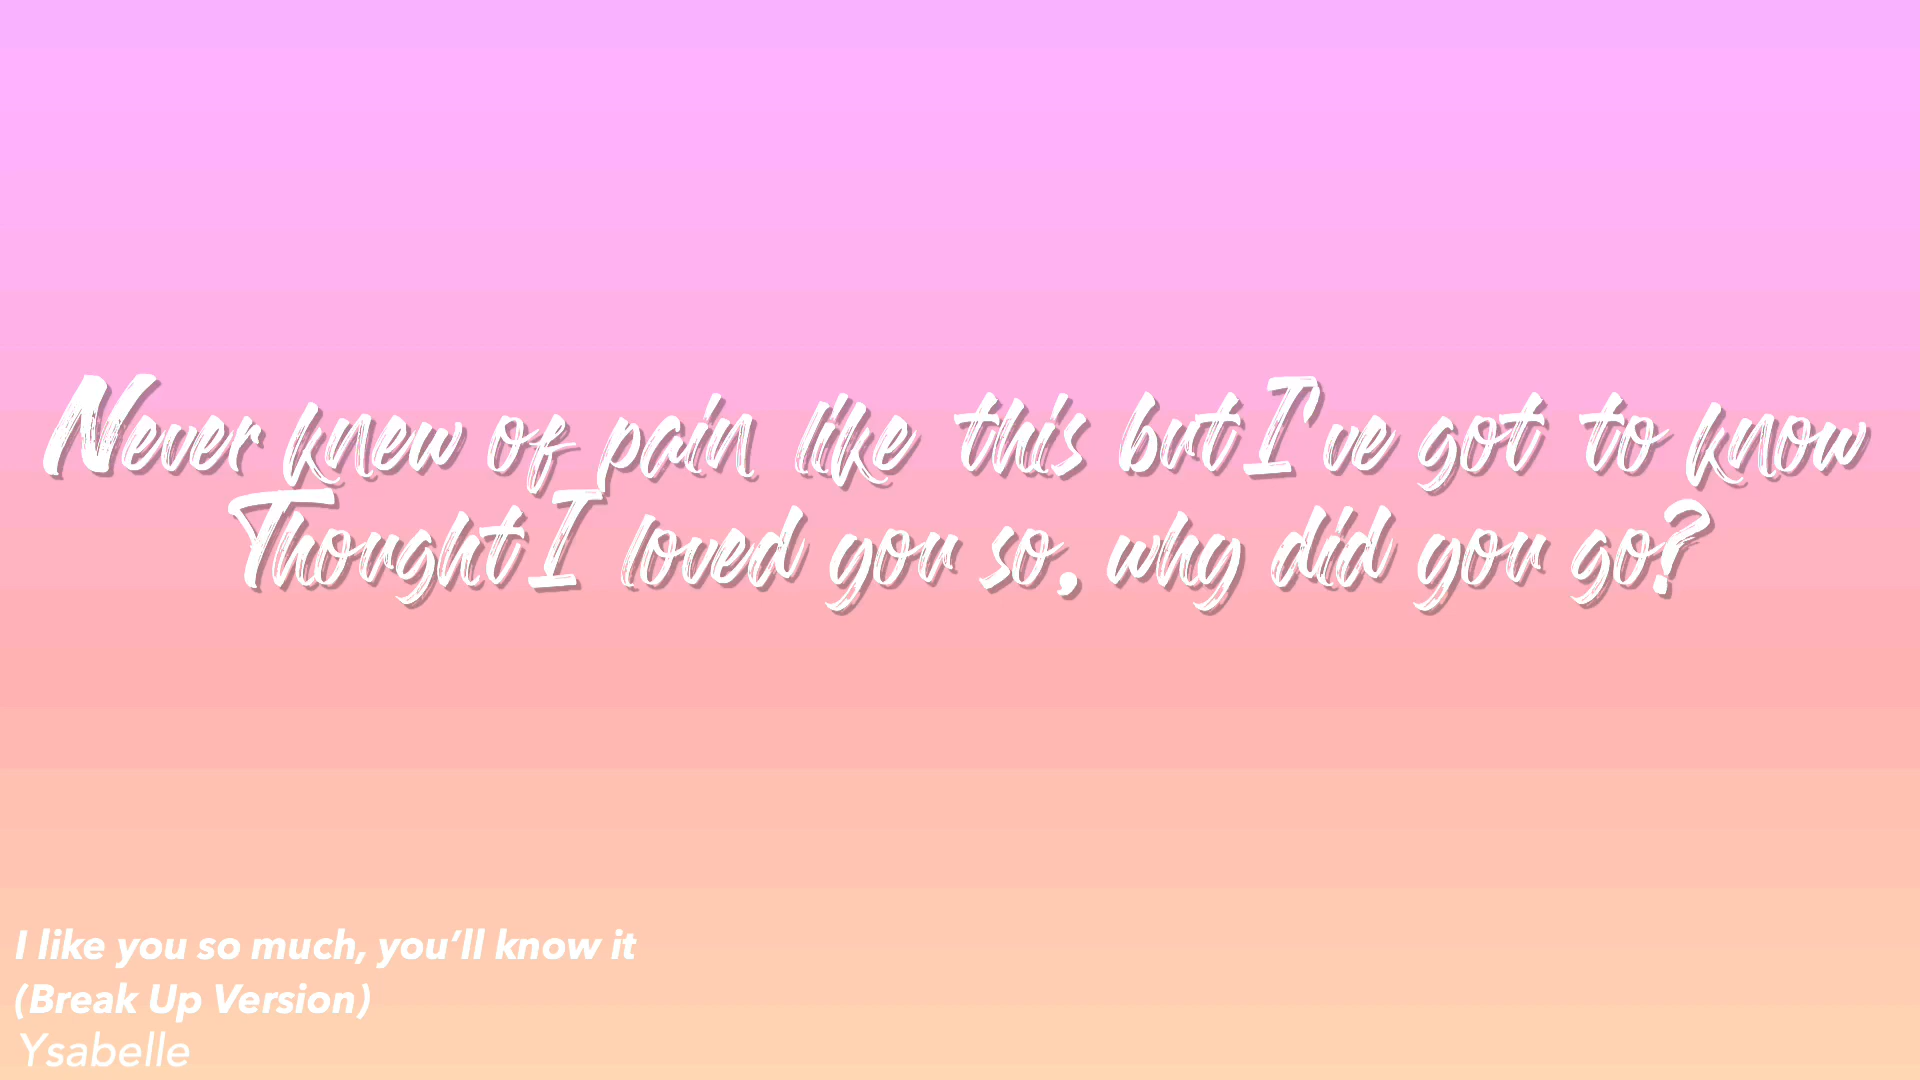 Never knew of pain like this but I've got to know
Thought I loved you so, why did you go?
I like you so much, you’ll know it
(Break Up Version)
Ysabelle